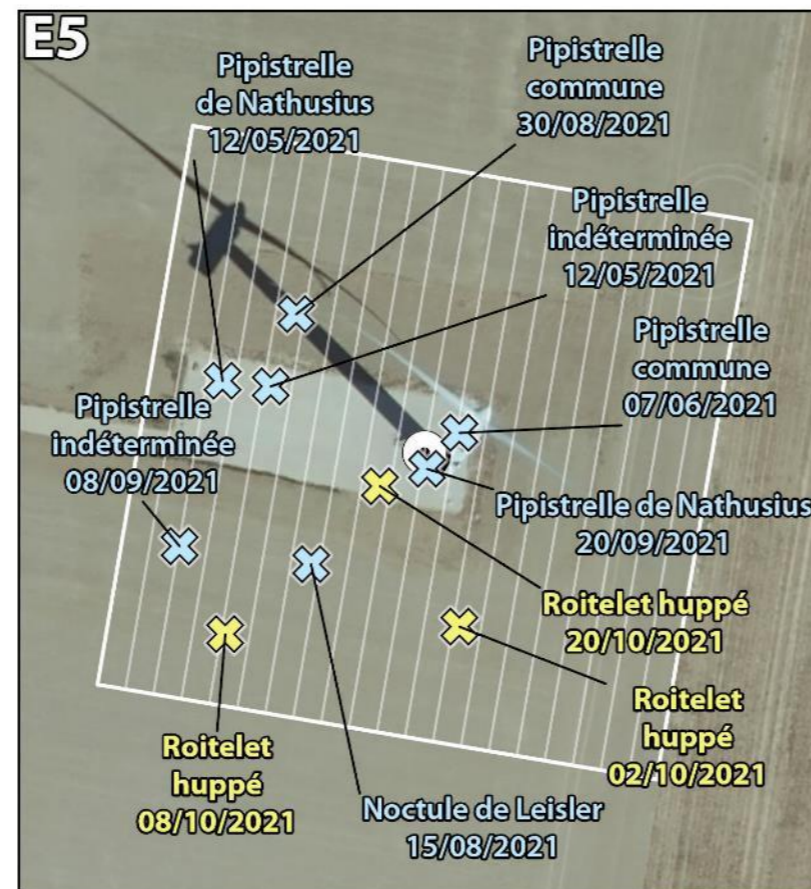 E5
Pipistrelle
de Nathusius
12/05/2021
Pipistrelle
commune
30/08/2021
Pipistrelle
indéterminée
12/05/2021
Pipistrelle
commune
07/06/2021
Pipistrelle
indéterminée
08/09/2021
Pipistrelle de Nathusius
20/09/2021
Roitelet huppé
20/10/2021
Roitelet
huppé
02/10/2021
Roitelet
huppé
08/10/2021
Noctule de Leisler
15/08/2021